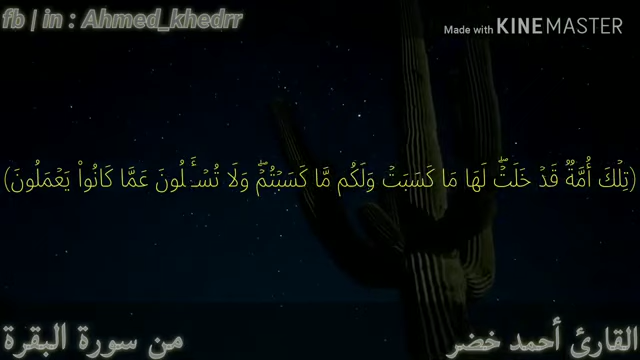 fb | in : Ahmed_khedrr
Made with KINEMASTER
(تِلۡكَ أُمَّةٞ قَدۡ خَلَتۡۖ لَهَا مَا كَسَبَتۡ وَلَكُم مَّا كَسَبۡتُمۡۖ وَلَا تُسۡـَٔلُونَ عَمَّا كَانُواْ يَعۡمَلُونَ)
القارئ أحمد خضر
من سورة البقرة